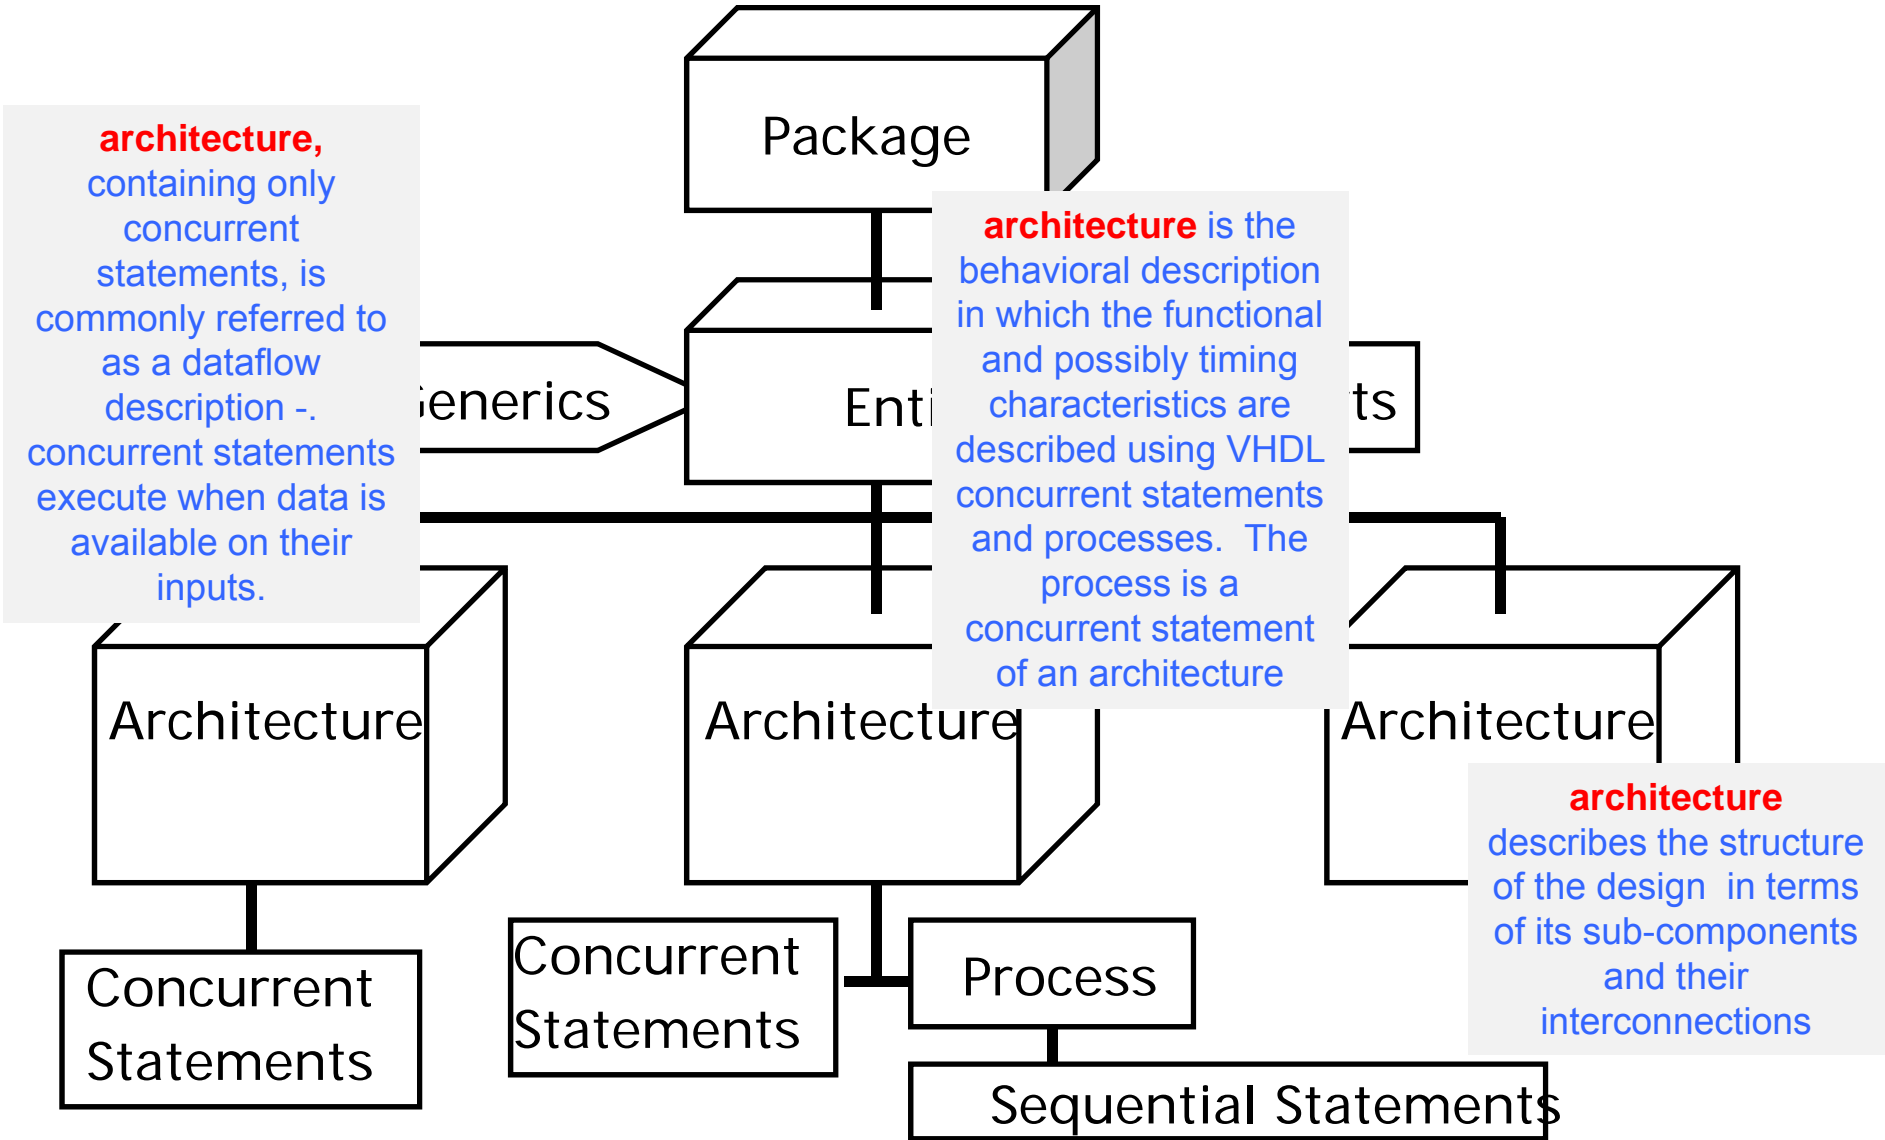 Package
architecture,
containing only
concurrent
statements, is
commonly referred to
as a dataflow
description -.
concurrent statements
execute when data is
available on their
inputs.
architecture is the
behavioral description
in which the functional
and possibly timing
characteristics are
described using VHDL
concurrent statements
and processes.  The
process is a
concurrent statement
of an architecture
Generics
Architecture
Architecture
Architecture
architecture
describes the structure
of the design  in terms
of its sub-components
and their
interconnections
Concurrent
Statements
Concurrent
Statements
Process
Sequential Statements